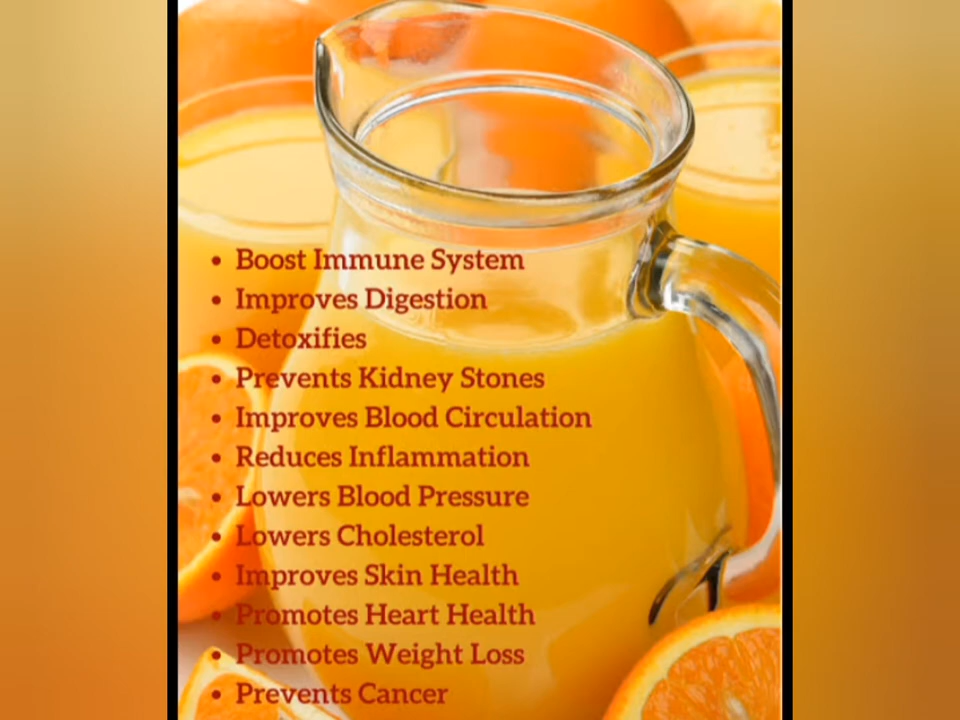 • Boost Immune System
• Improves Digestion
• Detoxifies
• Prevents Kidney Stones
• Improves Blood Circulation
• Reduces Inflammation
• Lowers Blood Pressure
• Lowers Cholesterol
• Improves Skin Health
• Promotes Heart Health
• Promotes Weight Loss
• Prevents Cancer